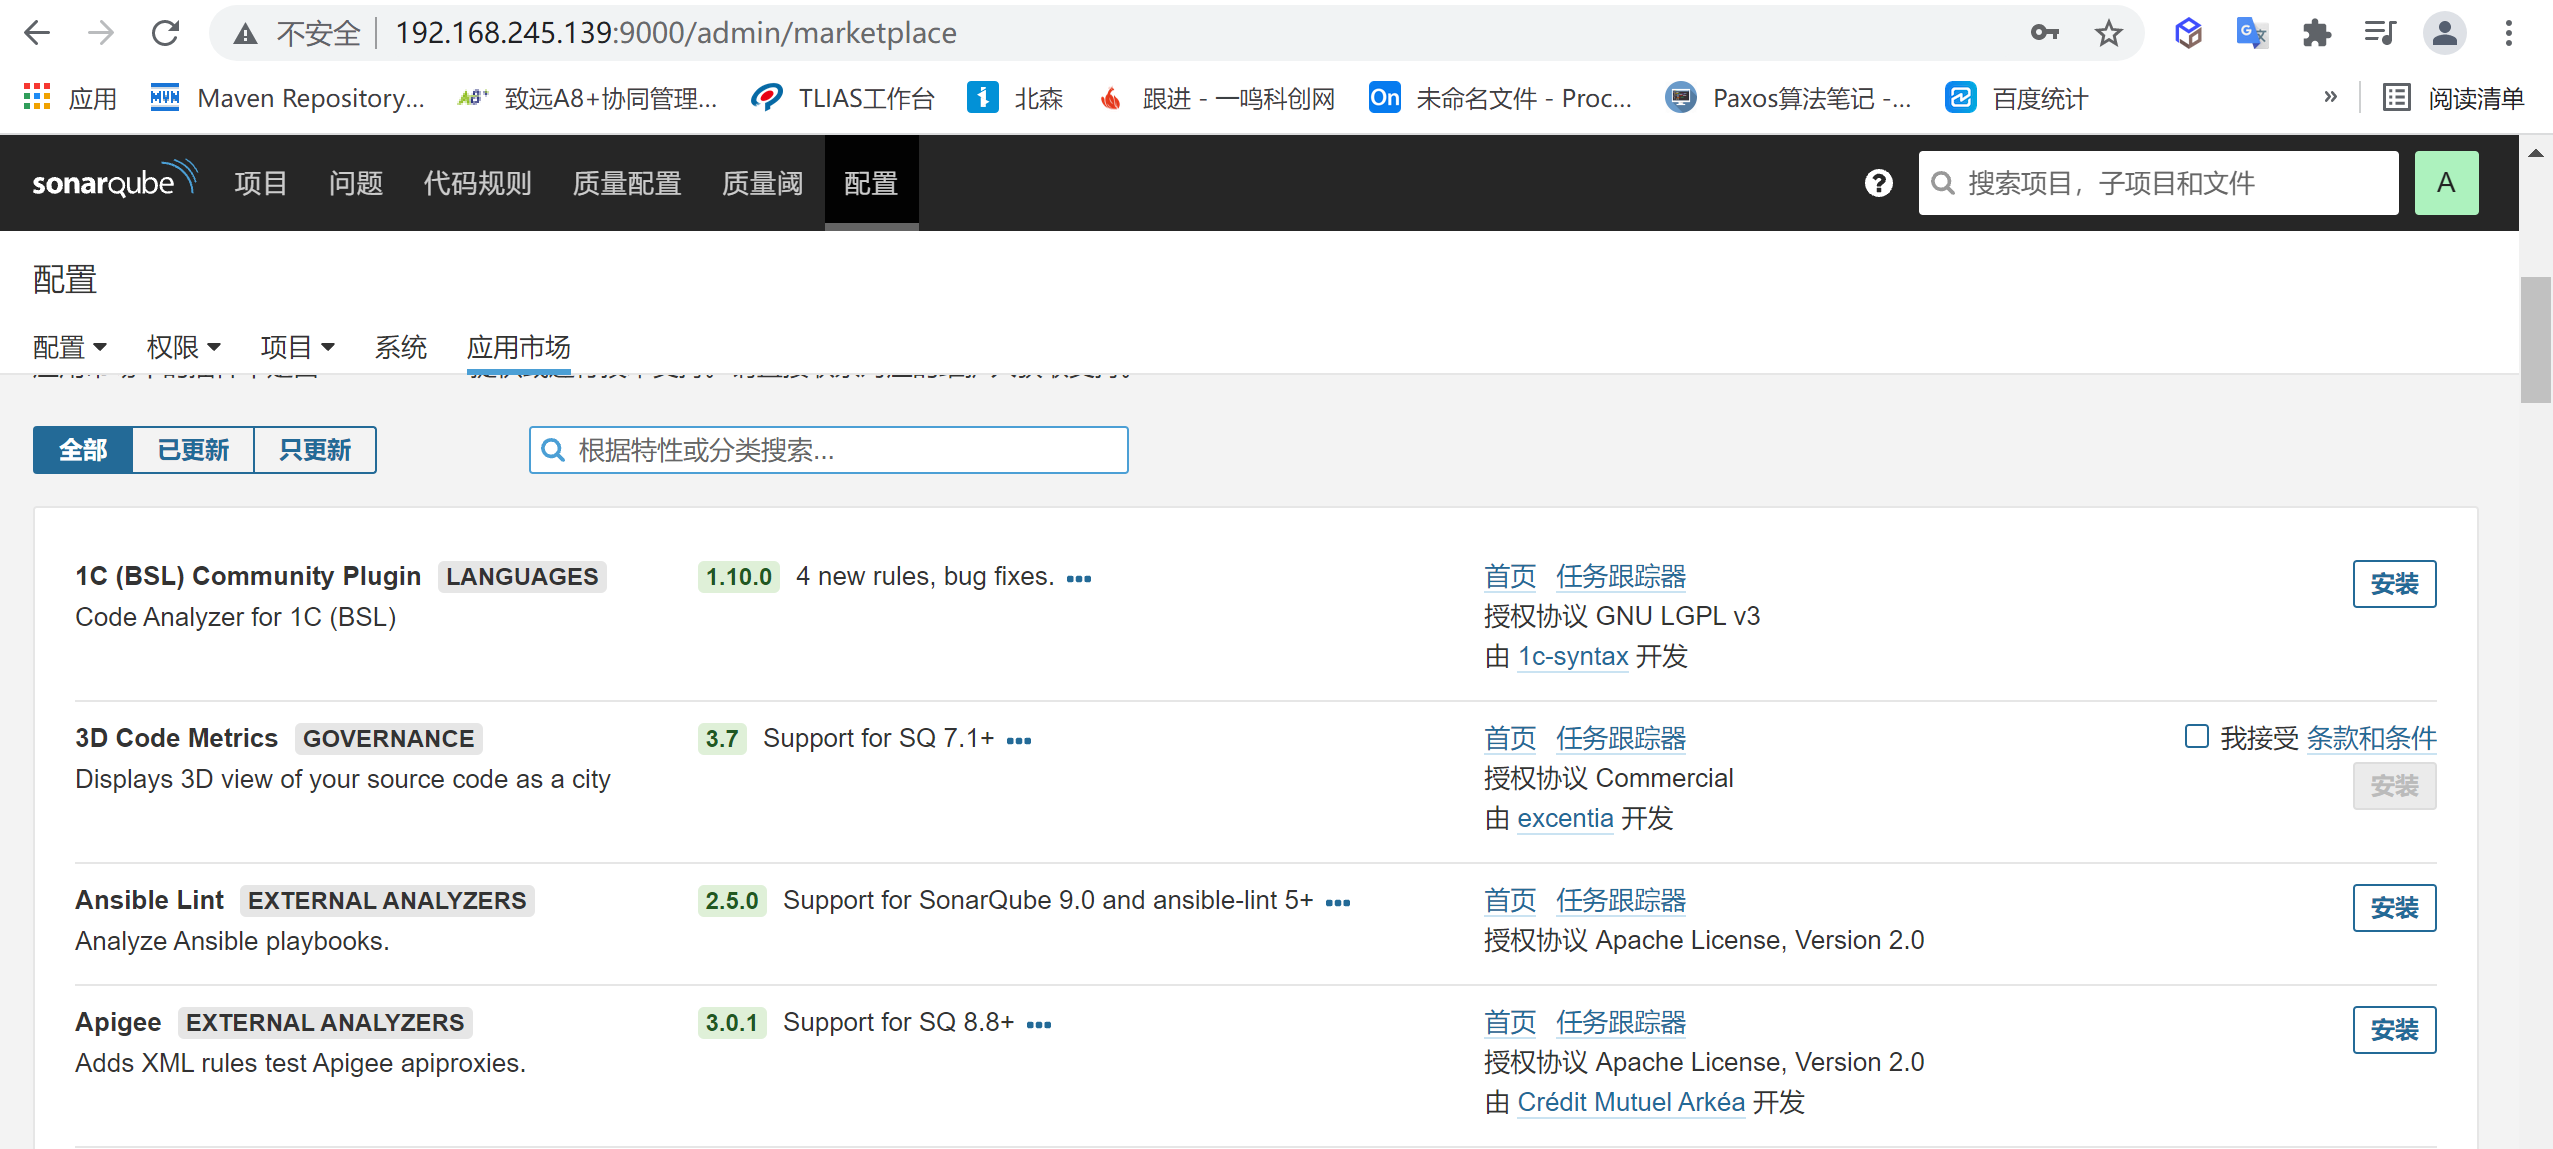 不安全 192.168.245.139:9000/admin/marketplace
应用 Maven Repository... 致远A8+协同管理... TLIAS工作台 北森 跟进 - 一鸣科创网 On 未命名文件 - Proc... Paxos算法笔记 -... 百度统计 » 阅读清单
sonarqube 项目 问题 代码规则 质量配置 质量阈 配置 ? 搜索项目，子项目和文件 A
配置
配置 权限 项目 系统 应用市场
全部 已更新 只更新 根据特性或分类搜索...
1C (BSL) Community Plugin LANGUAGES 1.10.0 4 new rules, bug fixes. 首页 任务跟踪器 安装
Code Analyzer for 1C (BSL) 授权协议 GNU LGPL v3
由 1c-syntax 开发
3D Code Metrics GOVERNANCE 3.7 Support for SQ 7.1+ 首页 任务跟踪器 我接受 条款和条件
Displays 3D view of your source code as a city 授权协议 Commercial 安装
由 excentia 开发
Ansible Lint EXTERNAL ANALYZERS 2.5.0 Support for SonarQube 9.0 and ansible-lint 5+ 首页 任务跟踪器 安装
Analyze Ansible playbooks. 授权协议 Apache License, Version 2.0
Apigee EXTERNAL ANALYZERS 3.0.1 Support for SQ 8.8+ 首页 任务跟踪器 安装
Adds XML rules test Apigee apiproxies. 授权协议 Apache License, Version 2.0
由 Crédit Mutuel Arkéa 开发